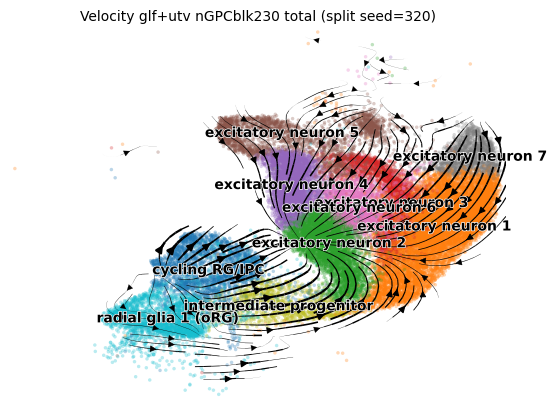 Velocity glf+utv nGPCblk230 total (split seed=320)
excitatory neuron 5
excitatory neuron 7
excitatory neuron 4
excitatory neuron 3
excitatory neuron 6
excitatory neuron 1
excitatory neuron 2
cycling RG/IPC
intermediate progenitor
radial glia 1 (oRG)